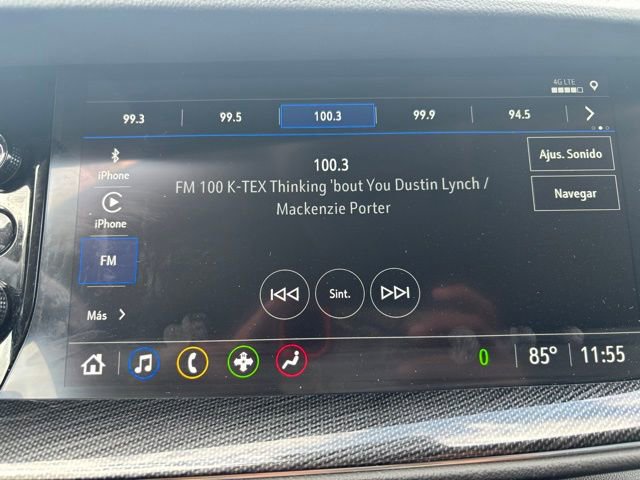 4G LTE
99.3 99.5 100.3 99.9 94.5
iPhone
iPhone
FM
Más
100.3
FM 100 K-TEX Thinking 'bout You Dustin Lynch /
Mackenzie Porter
Ajus. Sonido
Navegar
Sint.
0 85° 11:55